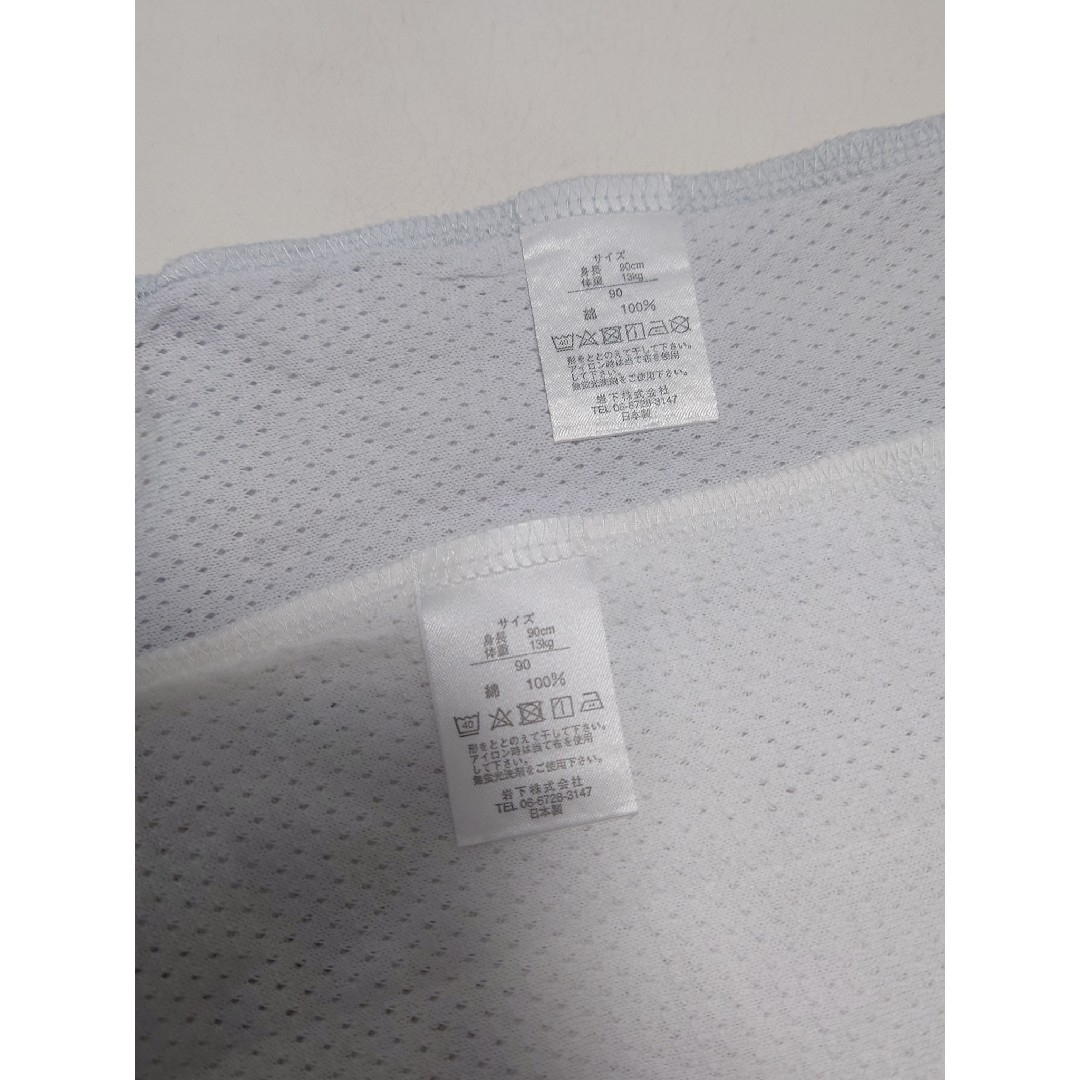 サイズ
身長 90cm
体重 13kg
90
綿 100%
40
形をととのえて干して下さい。
アイロン時は当て布を使用
して下さい。
無蛍光洗剤をご使用下さい。
岩下株式会社
TEL 06-6728-3147
日本製
サイズ
身長 90cm
体重 13kg
90
綿 100%
40
形をととのえて干して下さい。
アイロン時は当て布を使用
して下さい。
無蛍光洗剤をご使用下さい。
岩下株式会社
TEL 06-6728-3147
日本製